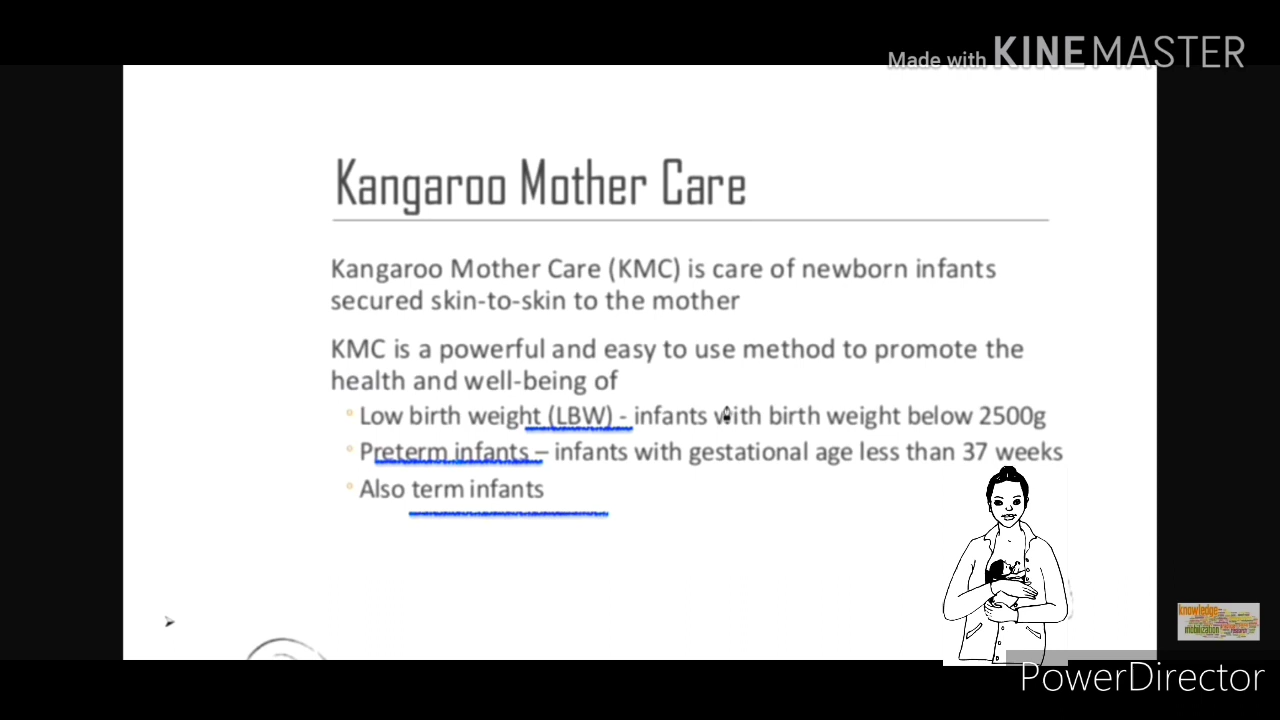 Made with KINEMASTER
Kangaroo Mother Care
Kangaroo Mother Care (KMC) is care of newborn infants
secured skin-to-skin to the mother
KMC is a powerful and easy to use method to promote the
health and well-being of
Low birth weight (LBW) - infants with birth weight below 2500g
Preterm infants – infants with gestational age less than 37 weeks
Also term infants
knowledge
mobilization
PowerDirector